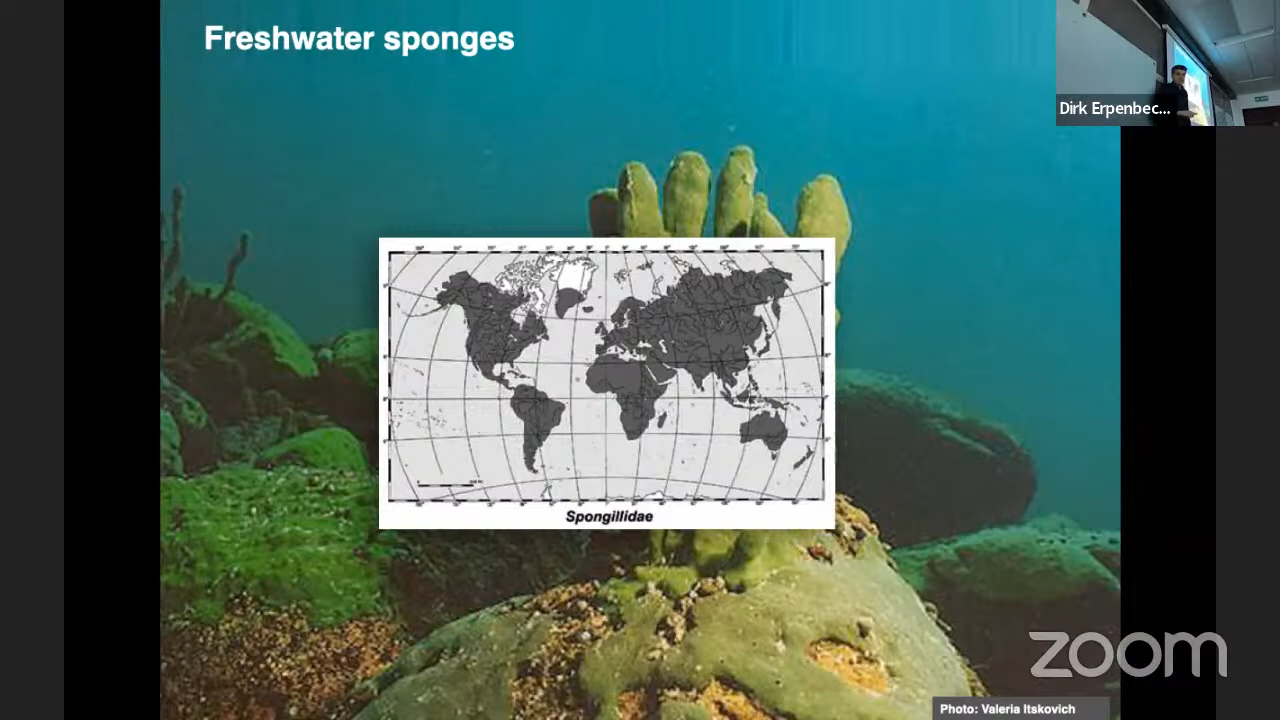 Freshwater sponges
Dirk Erpenbec...
Spongillidae
zoom
Photo: Valeria Itskovich